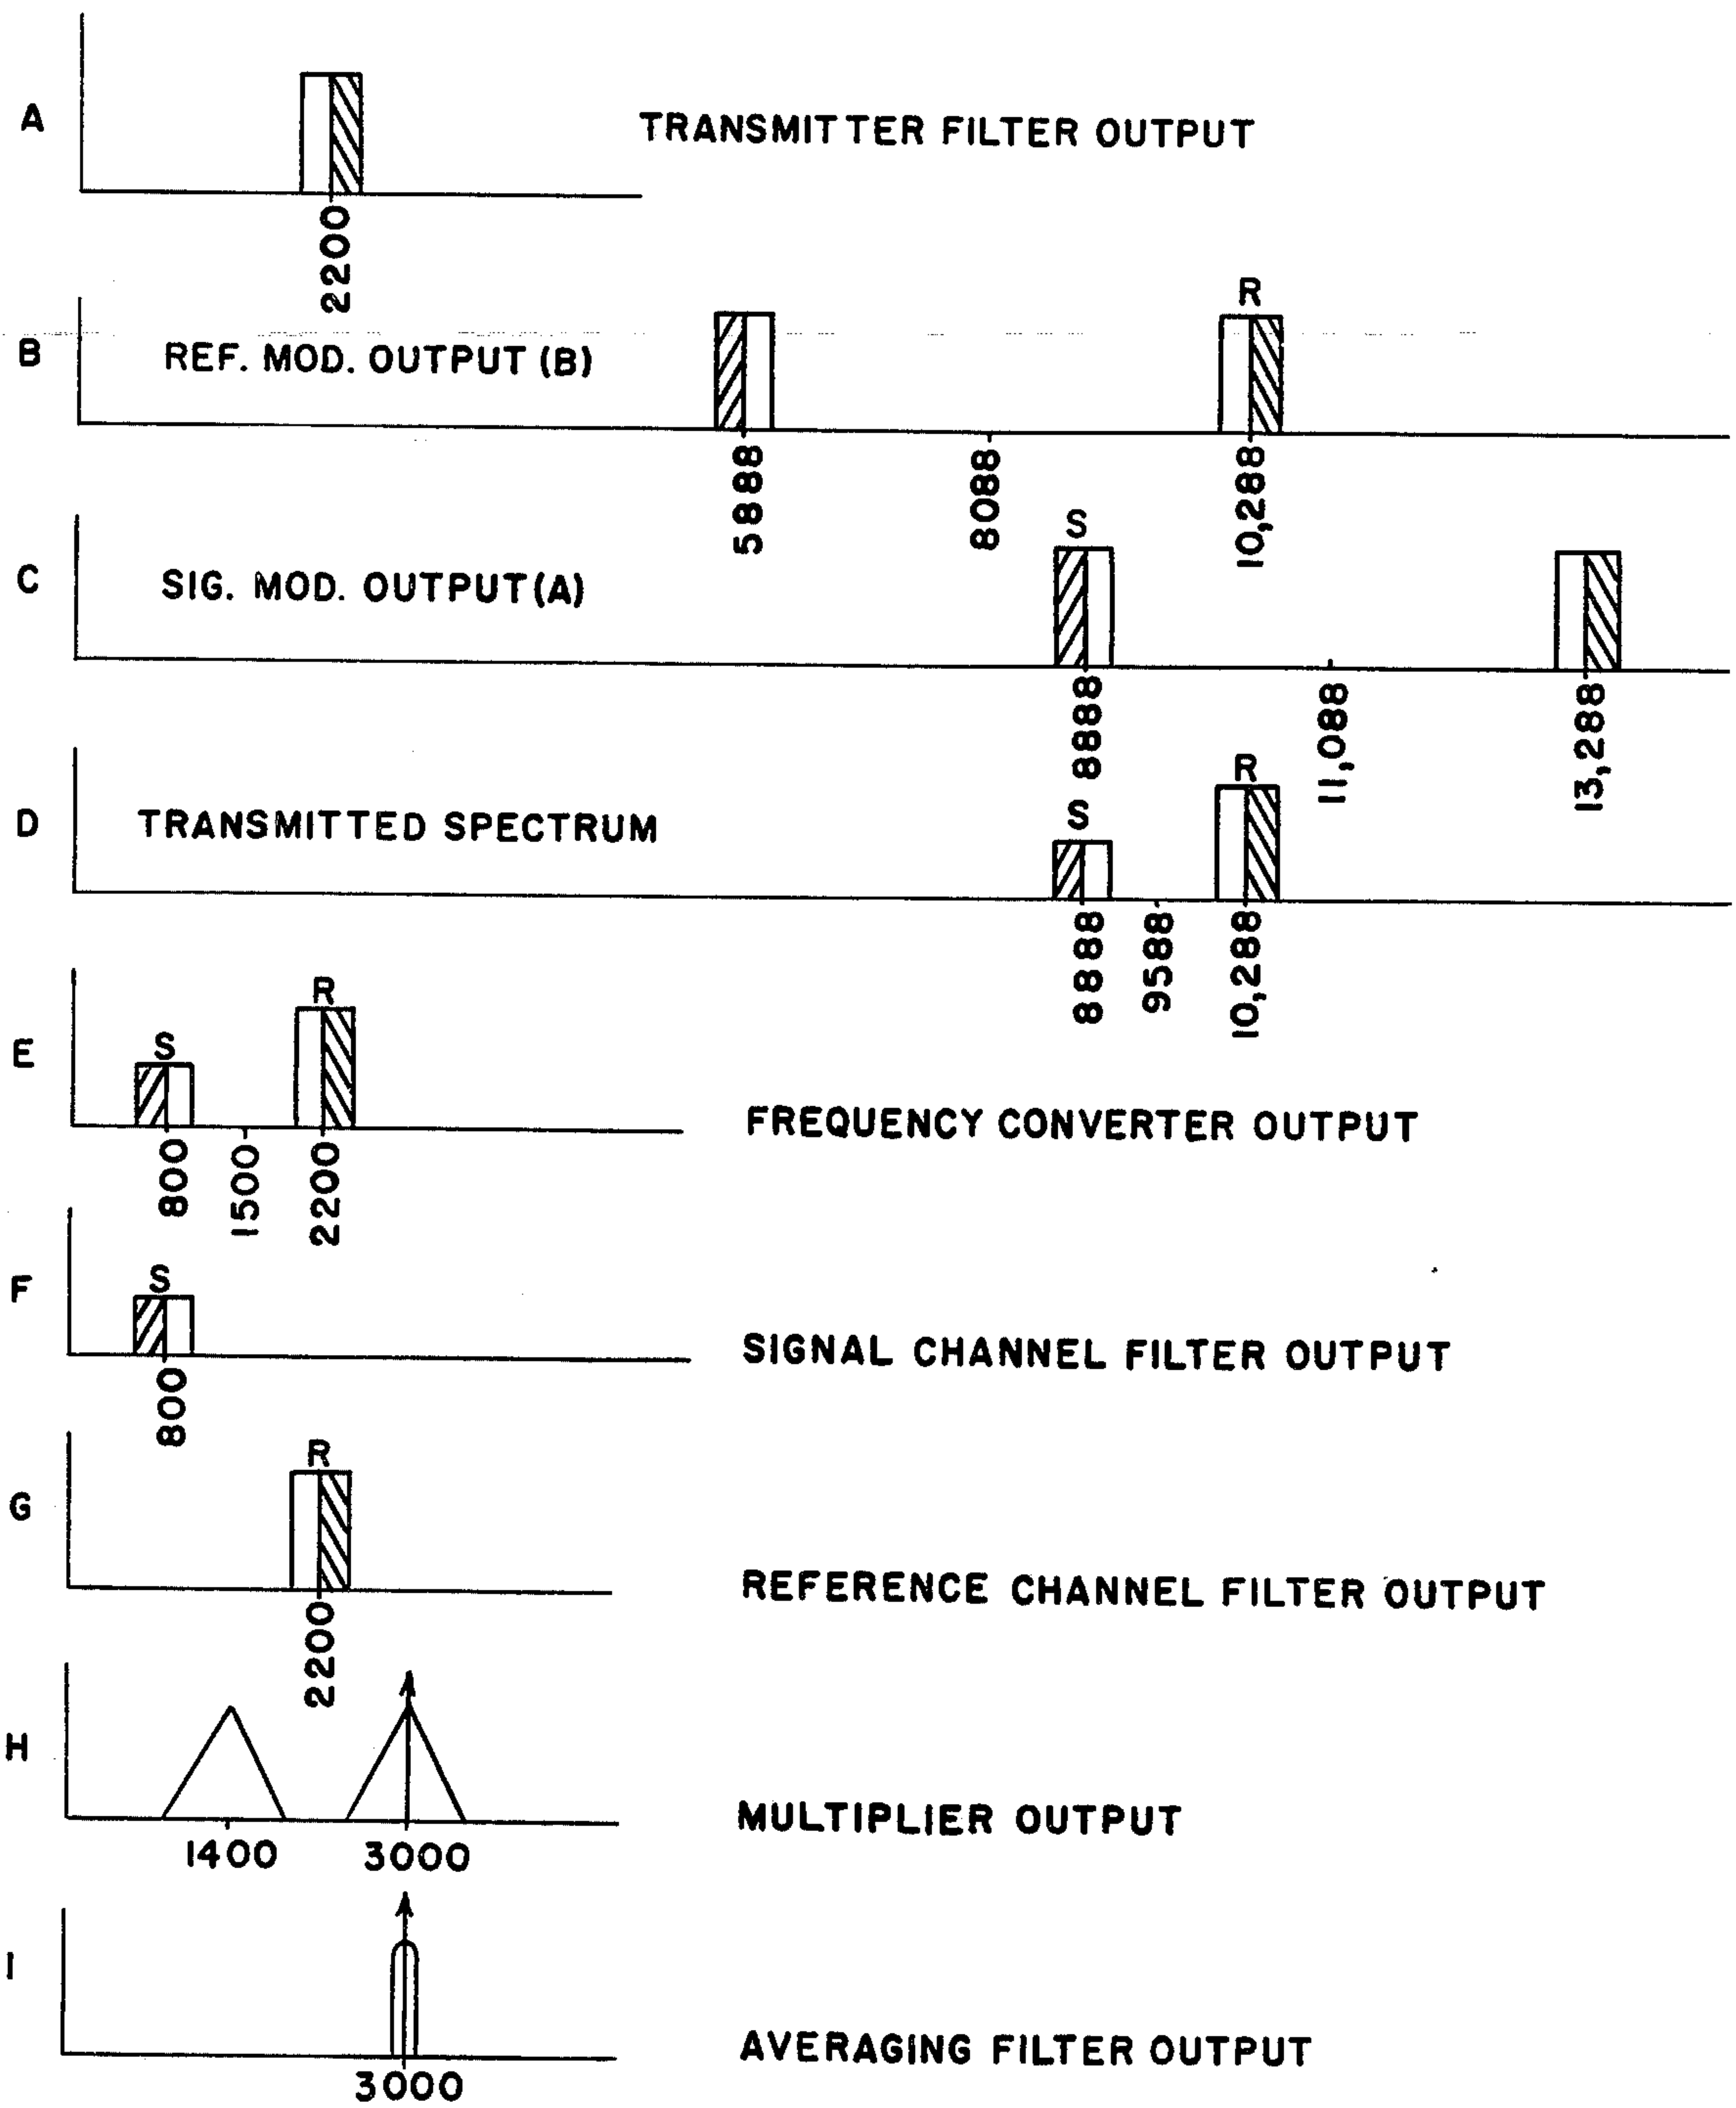 A
TRANSMITTER FILTER OUTPUT
2200
R
B
REF. MOD. OUTPUT (B)
5888
8088
10,288
S
C
SIG. MOD. OUTPUT (A)
8888
11,088
13,288
R
S
D
TRANSMITTED SPECTRUM
8888
9588
10,288
R
S
E
FREQUENCY CONVERTER OUTPUT
800
1500
2200
S
F
SIGNAL CHANNEL FILTER OUTPUT
800
R
G
REFERENCE CHANNEL FILTER OUTPUT
2200
H
MULTIPLIER OUTPUT
1400
3000
I
AVERAGING FILTER OUTPUT
3000